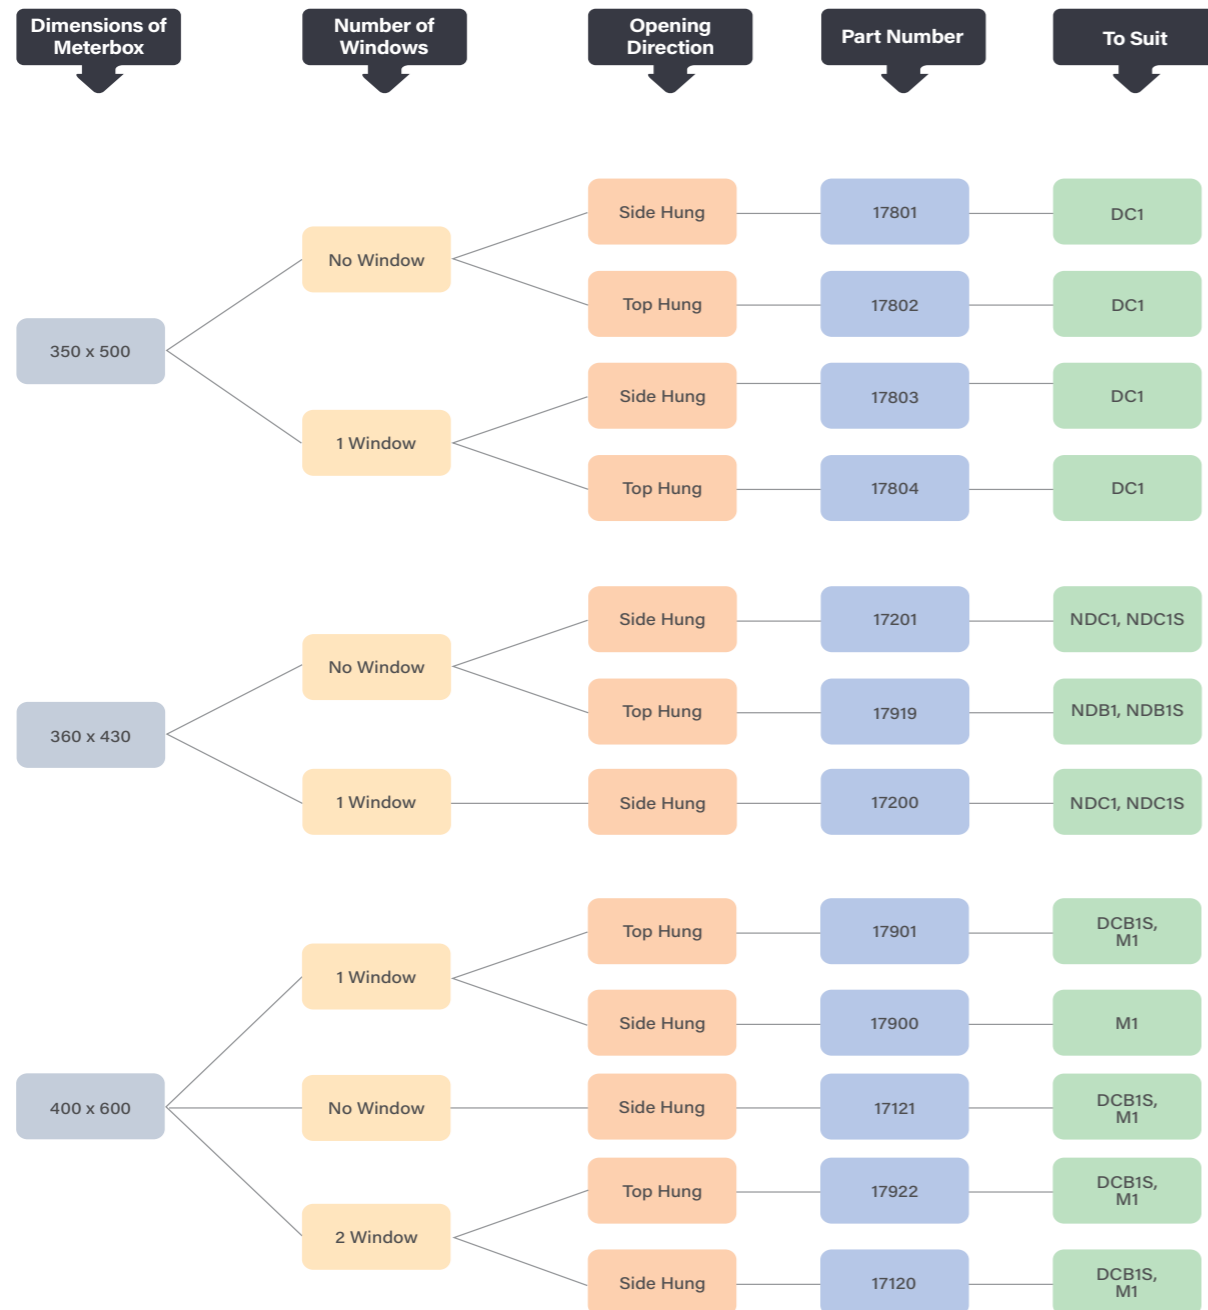 Dimensions of
Meterbox
Number of
Windows
Opening
Direction
Part Number
To Suit
350 x 500
No Window
Side Hung
17801
DC1
Top Hung
17802
DC1
1 Window
Side Hung
17803
DC1
Top Hung
17804
DC1
360 x 430
No Window
Side Hung
17201
NDC1, NDC1S
Top Hung
17919
NDB1, NDB1S
1 Window
Side Hung
17200
NDC1, NDC1S
400 x 600
1 Window
Top Hung
17901
DCB1S,
M1
Side Hung
17900
M1
No Window
Side Hung
17121
DCB1S,
M1
2 Window
Top Hung
17922
DCB1S,
M1
Side Hung
17120
DCB1S,
M1